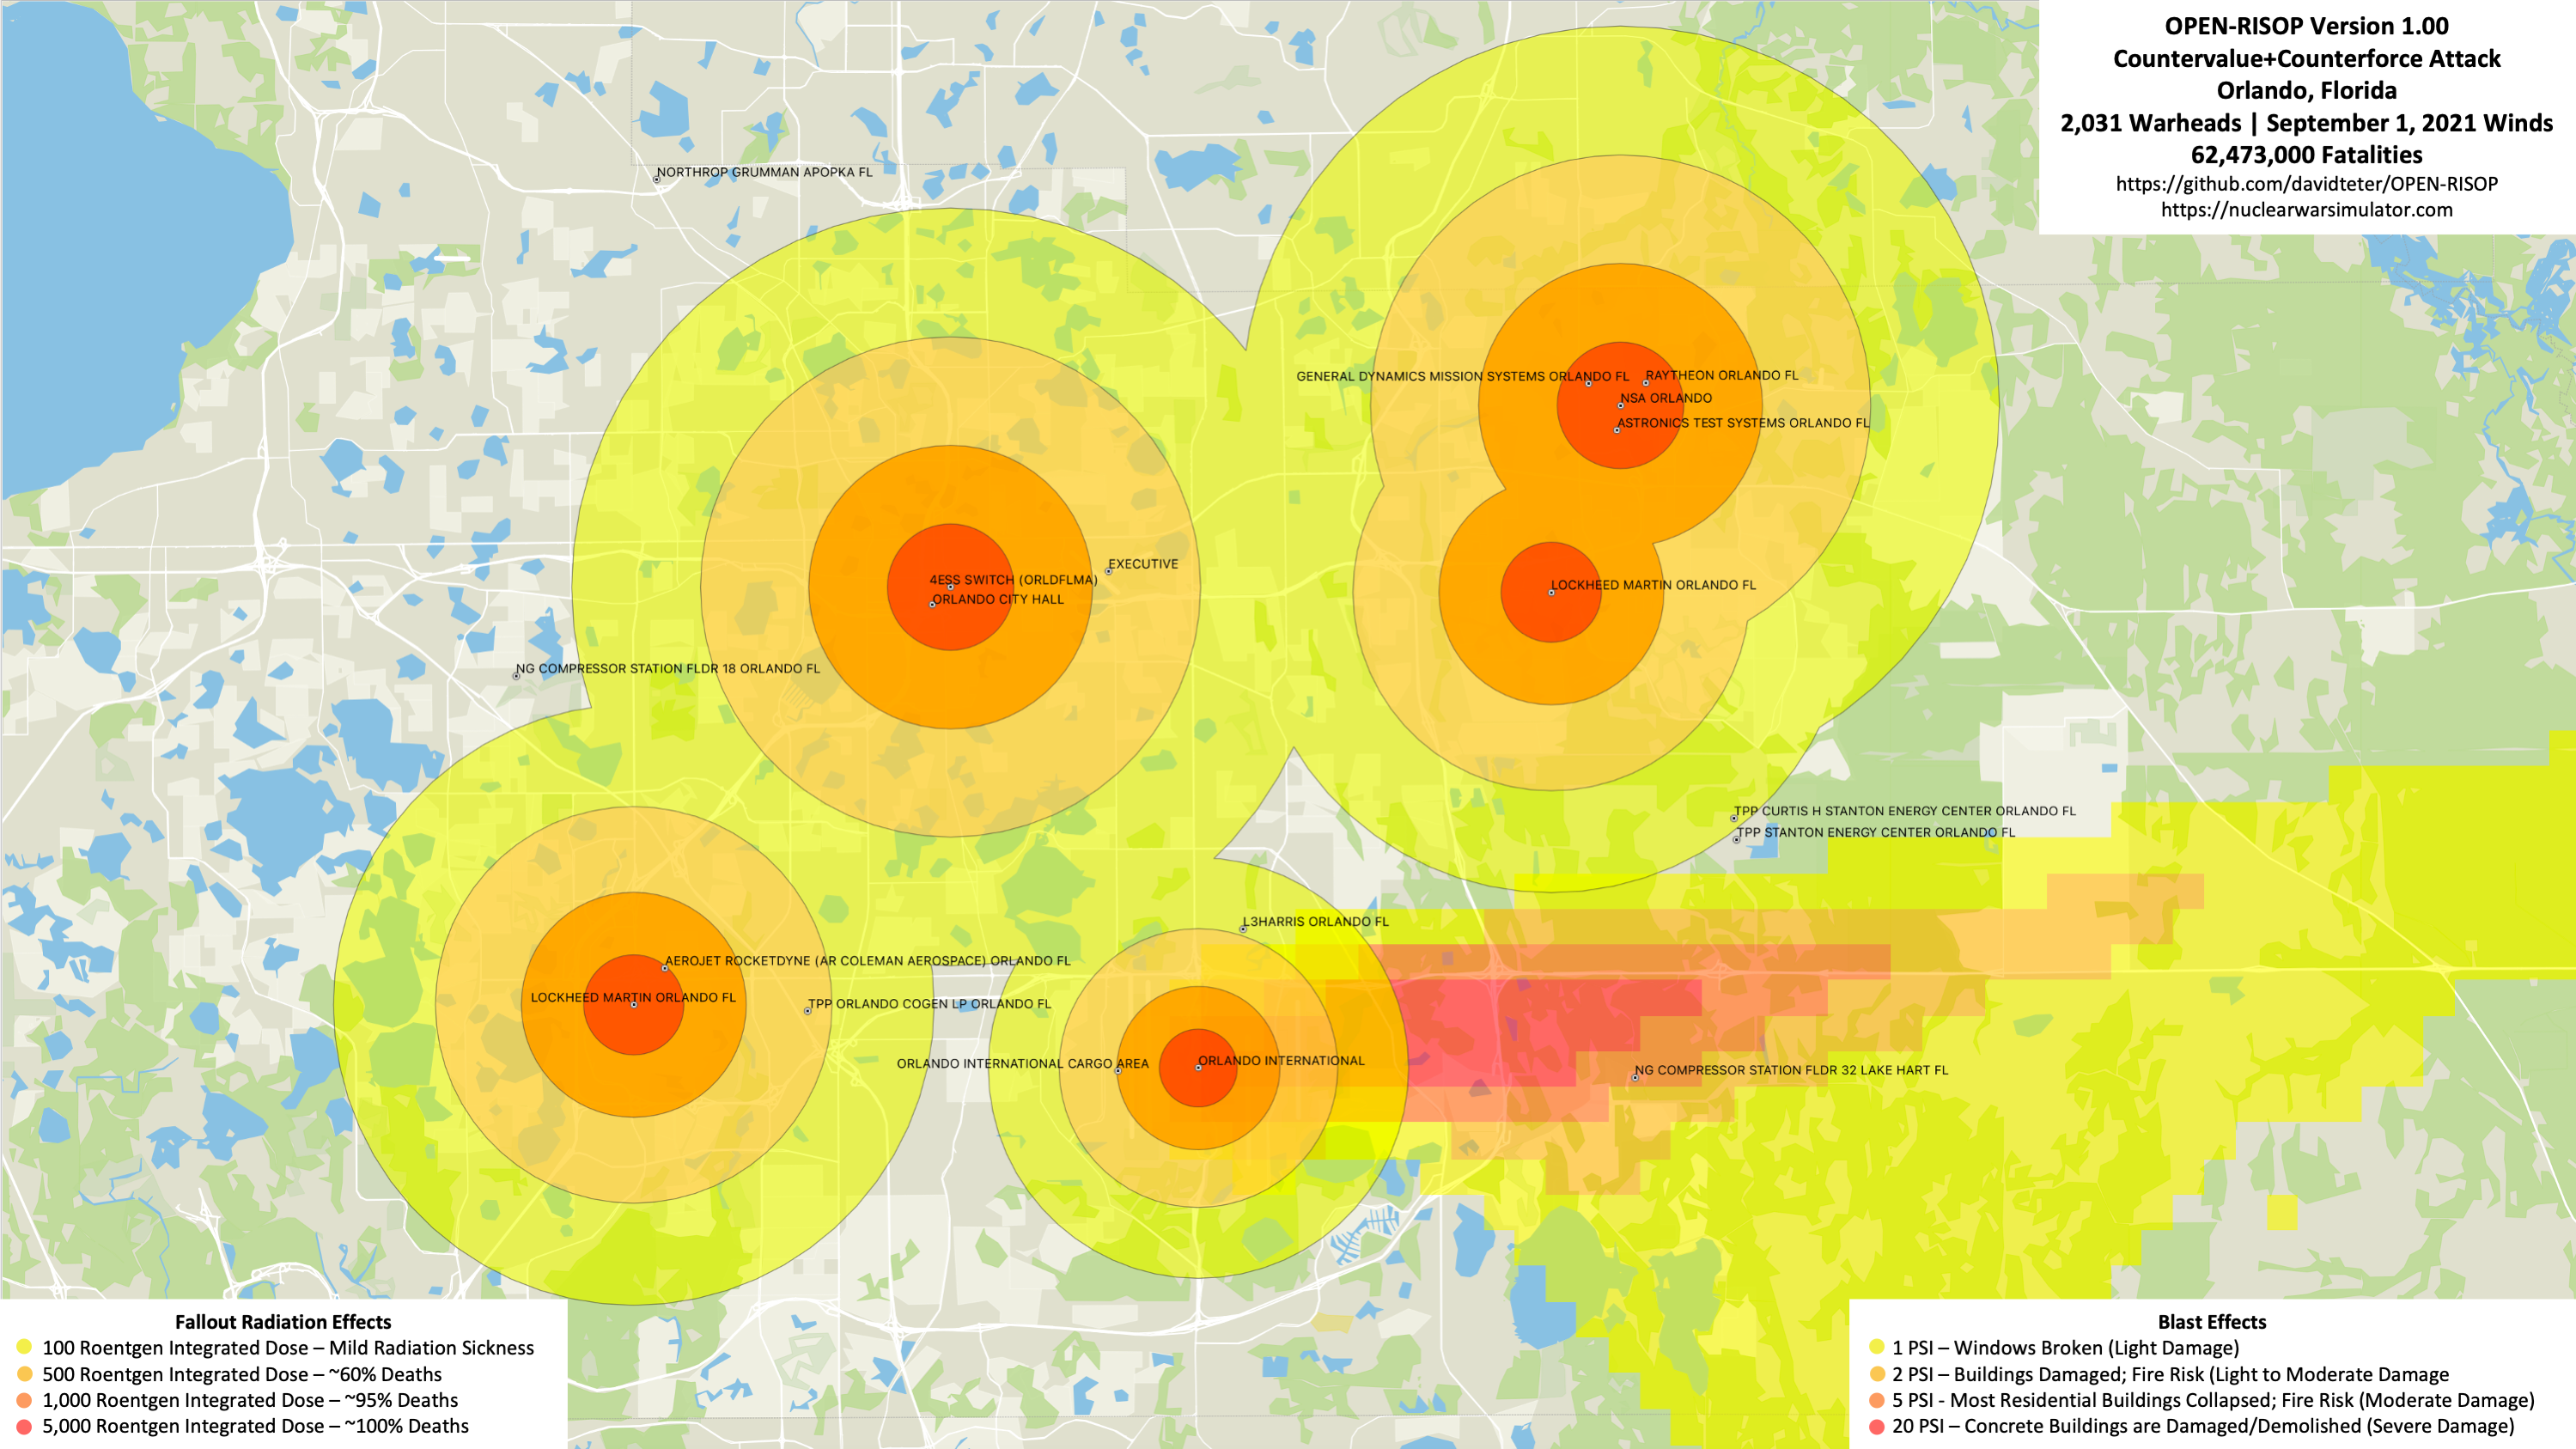 OPEN-RISOP Version 1.00
Countervalue+Counterforce Attack
Orlando, Florida
2,031 Warheads | September 1, 2021 Winds
62,473,000 Fatalities
https://github.com/davidteter/OPEN-RISOP
https://nuclearwarsimulator.com
NORTHROP GRUMMAN APOPKA FL
GENERAL DYNAMICS MISSION SYSTEMS ORLANDO FL
RAYTHEON ORLANDO FL
NSA ORLANDO
ASTRONICS TEST SYSTEMS ORLANDO FL
EXECUTIVE
4ESS SWITCH (ORLDFLMA)
ORLANDO CITY HALL
LOCKHEED MARTIN ORLANDO FL
NG COMPRESSOR STATION FLDR 18 ORLANDO FL
TPP CURTIS H STANTON ENERGY CENTER ORLANDO FL
TPP STANTON ENERGY CENTER ORLANDO FL
L3HARRIS ORLANDO FL
AEROJET ROCKETDYNE (AR COLEMAN AEROSPACE) ORLANDO FL
LOCKHEED MARTIN ORLANDO FL
TPP ORLANDO COGEN LP ORLANDO FL
ORLANDO INTERNATIONAL CARGO AREA
ORLANDO INTERNATIONAL
NG COMPRESSOR STATION FLDR 32 LAKE HART FL
Fallout Radiation Effects
100 Roentgen Integrated Dose – Mild Radiation Sickness
500 Roentgen Integrated Dose – ~60% Deaths
1,000 Roentgen Integrated Dose – ~95% Deaths
5,000 Roentgen Integrated Dose – ~100% Deaths
Blast Effects
1 PSI – Windows Broken (Light Damage)
2 PSI – Buildings Damaged; Fire Risk (Light to Moderate Damage
5 PSI - Most Residential Buildings Collapsed; Fire Risk (Moderate Damage)
20 PSI – Concrete Buildings are Damaged/Demolished (Severe Damage)